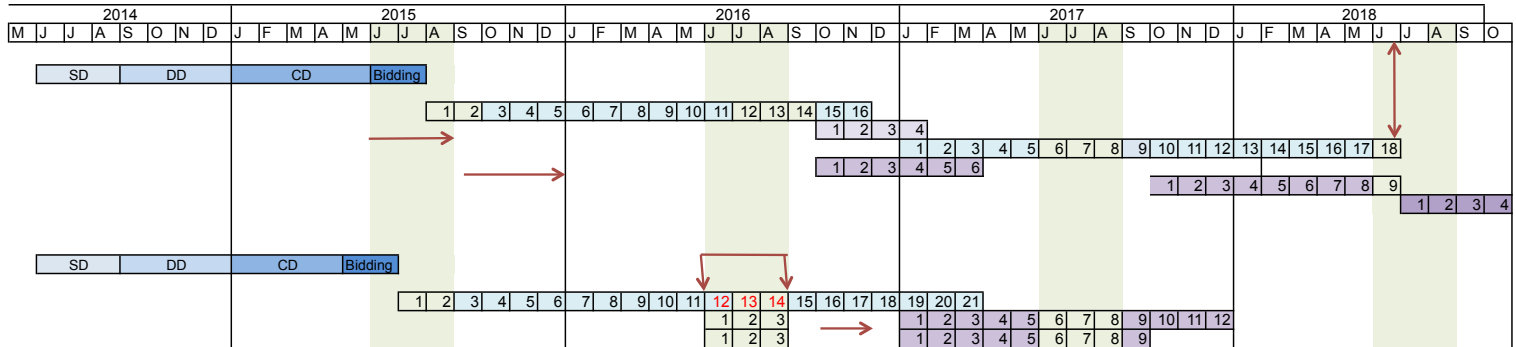 2014 2015 2016 2017 2018
M J J A S O N D J F M A M J J A S O N D J F M A M J J A S O N D J F M A M J J A S O N D J F M A M J J A S O
SD DD CD Bidding
1 2 3 4 5 6 7 8 9 10 11 12 13 14 15 16
1 2 3 4
1 2 3 4 5 6 7 8 9 10 11 12 13 14 15 16 17 18
1 2 3 4 5 6
1 2 3 4 5 6 7 8 9
1 2 3 4
SD DD CD Bidding
1 2 3 4 5 6 7 8 9 10 11 12 13 14 15 16 17 18 19 20 21
1 2 3 1 2 3 4 5 6 7 8 9 10 11 12
1 2 3 1 2 3 4 5 6 7 8 9